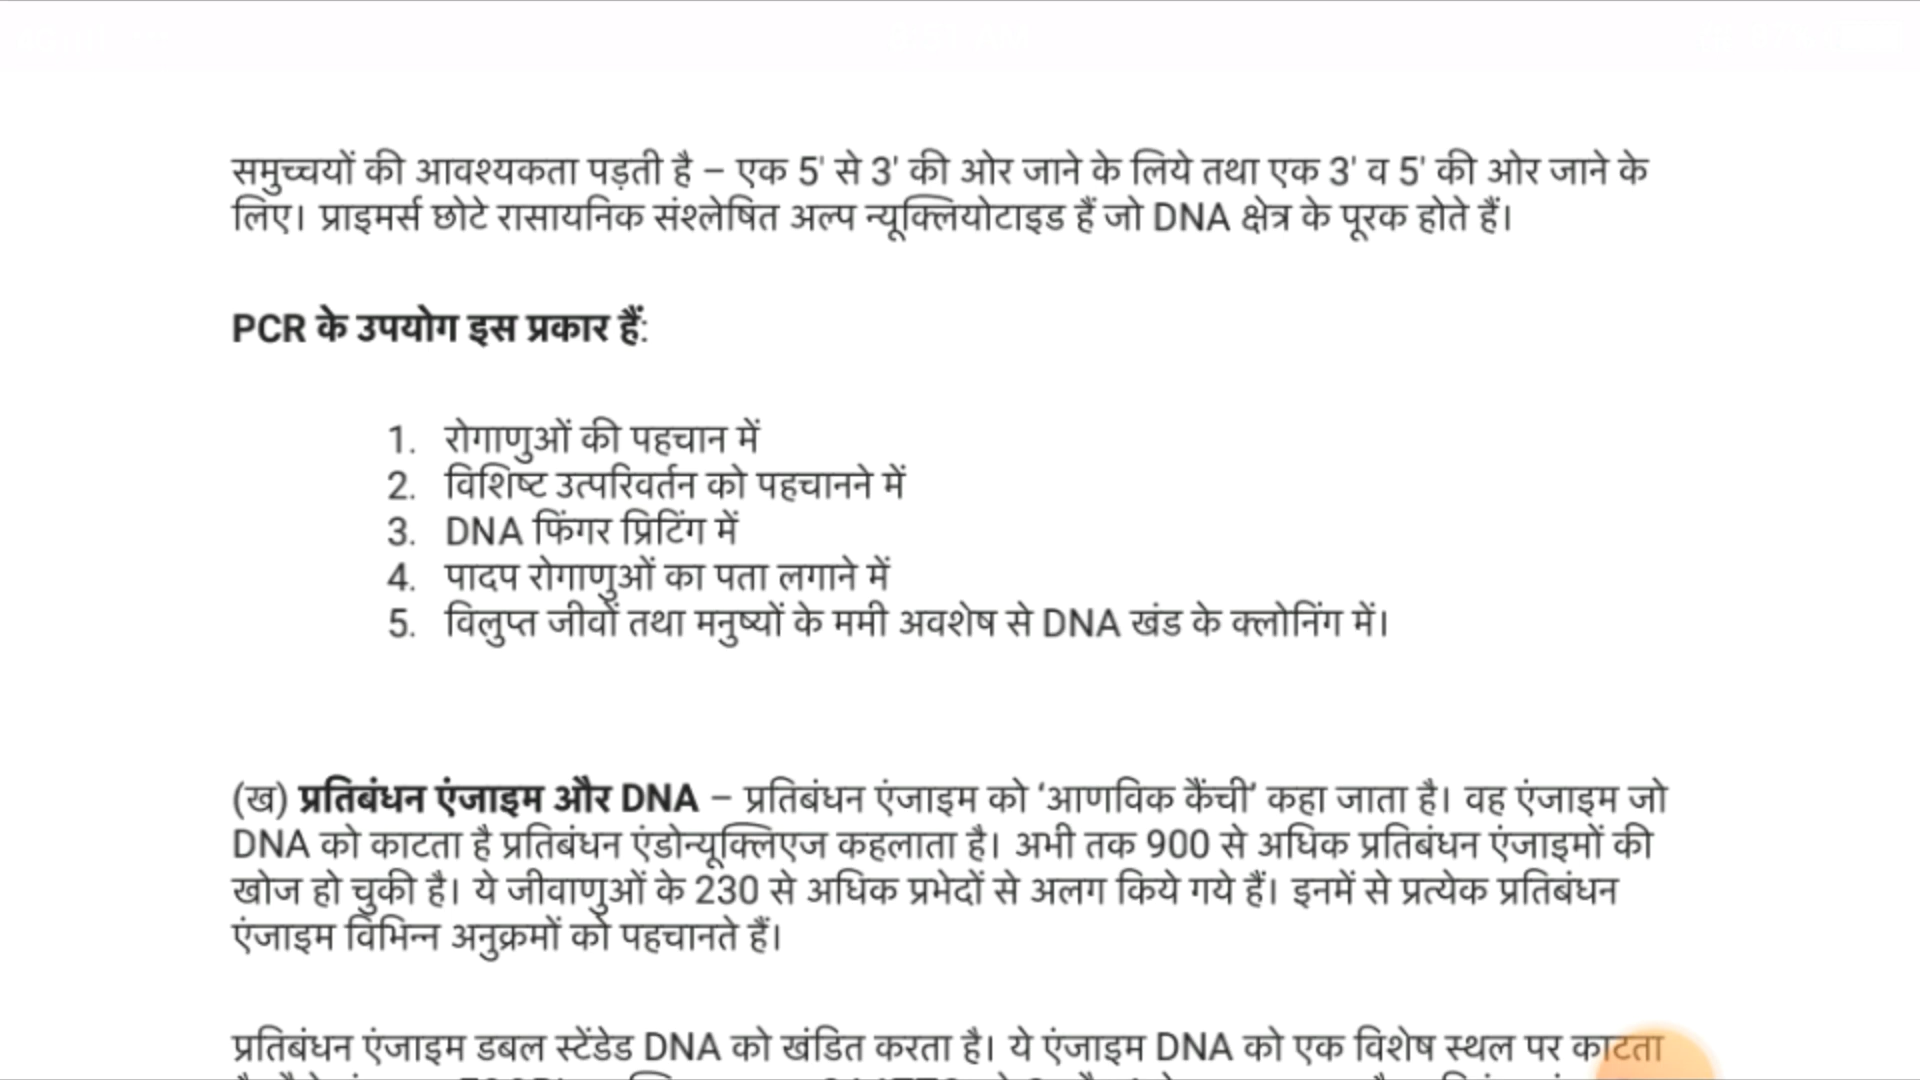 समुच्चयों की आवश्यकता पड़ती है – एक 5' से 3' की ओर जाने के लिये तथा एक 3' व 5' की ओर जाने के
लिए। प्राइमर्स छोटे रासायनिक संश्लेषित अल्प न्यूक्लियोटाइड हैं जो DNA क्षेत्र के पूरक होते हैं।
PCR के उपयोग इस प्रकार हैं:
1. रोगाणुओं की पहचान में
2. विशिष्ट उत्परिवर्तन को पहचानने में
3. DNA फिंगर प्रिटिंग में
4. पादप रोगाणुओं का पता लगाने में
5. विलुप्त जीवों तथा मनुष्यों के ममी अवशेष से DNA खंड के क्लोनिंग में।
(ख) प्रतिबंधन एंजाइम और DNA – प्रतिबंधन एंजाइम को ‘आणविक कैंची’ कहा जाता है। वह एंजाइम जो
DNA को काटता है प्रतिबंधन एंडोन्यूक्लिएज कहलाता है। अभी तक 900 से अधिक प्रतिबंधन एंजाइमों की
खोज हो चुकी है। ये जीवाणुओं के 230 से अधिक प्रभेदों से अलग किये गये हैं। इनमें से प्रत्येक प्रतिबंधन
एंजाइम विभिन्न अनुक्रमों को पहचानते हैं।
प्रतिबंधन एंजाइम डबल स्टेंडेड DNA को खंडित करता है। ये एंजाइम DNA को एक विशेष स्थल पर काटता